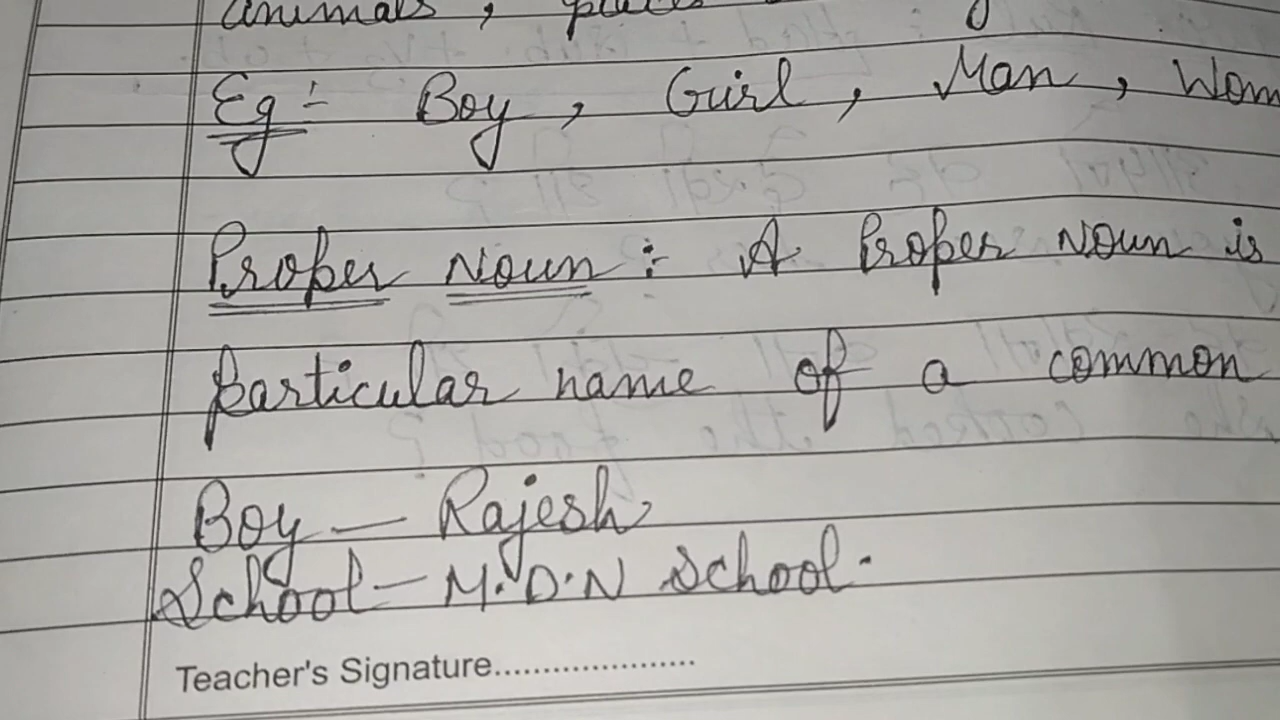 animals,
Eg:- Boy, Girl, Man, Wom
Proper Noun :- A Proper Noun is
particular name of a common
Boy — Rajesh
School — M.D.N School.
Teacher's Signature.....................